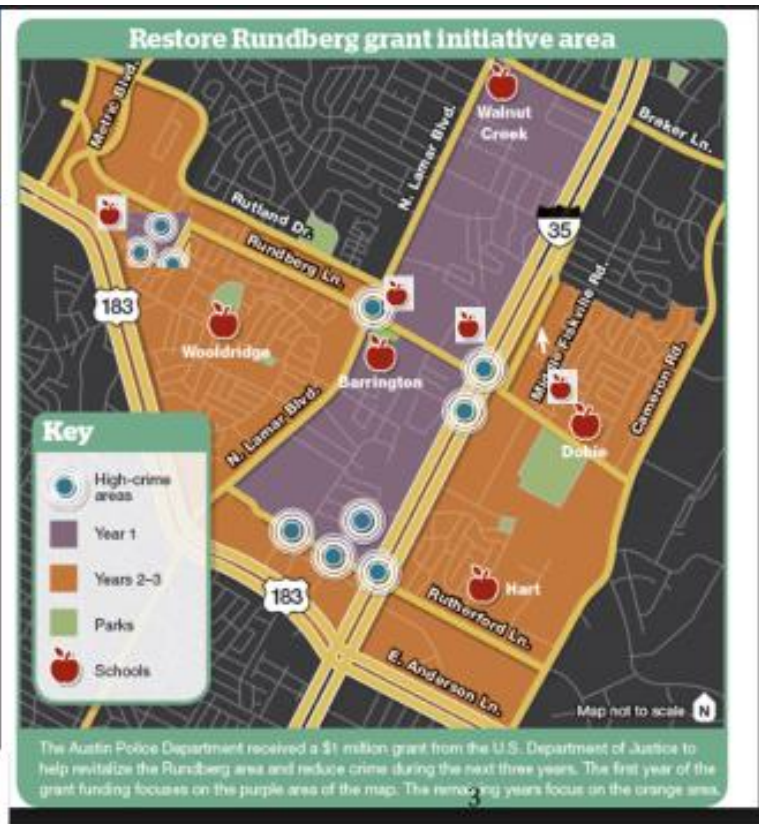 Restore Rundberg grant initiative area
Metric Blvd.
N. Lamar Blvd.
Walnut
Creek
Braker Ln.
Rutland Dr.
35
Rundberg Ln.
183
Middle Fiskville Rd.
Wooldridge
Barrington
Cameron Rd.
N. Lamar Blvd.
Dobie
Key
High-crime
areas
Year 1
Years 2–3
Parks
Schools
183
Hart
Rutherford Ln.
E. Anderson Ln.
Map not to scale
N
The Austin Police Department received a $1 million grant from the U.S. Department of Justice to
help revitalize the Rundberg area and reduce crime during the next three years. The first year of the
grant funding focuses on the purple area of the map. The remaining years focus on the orange area.
3